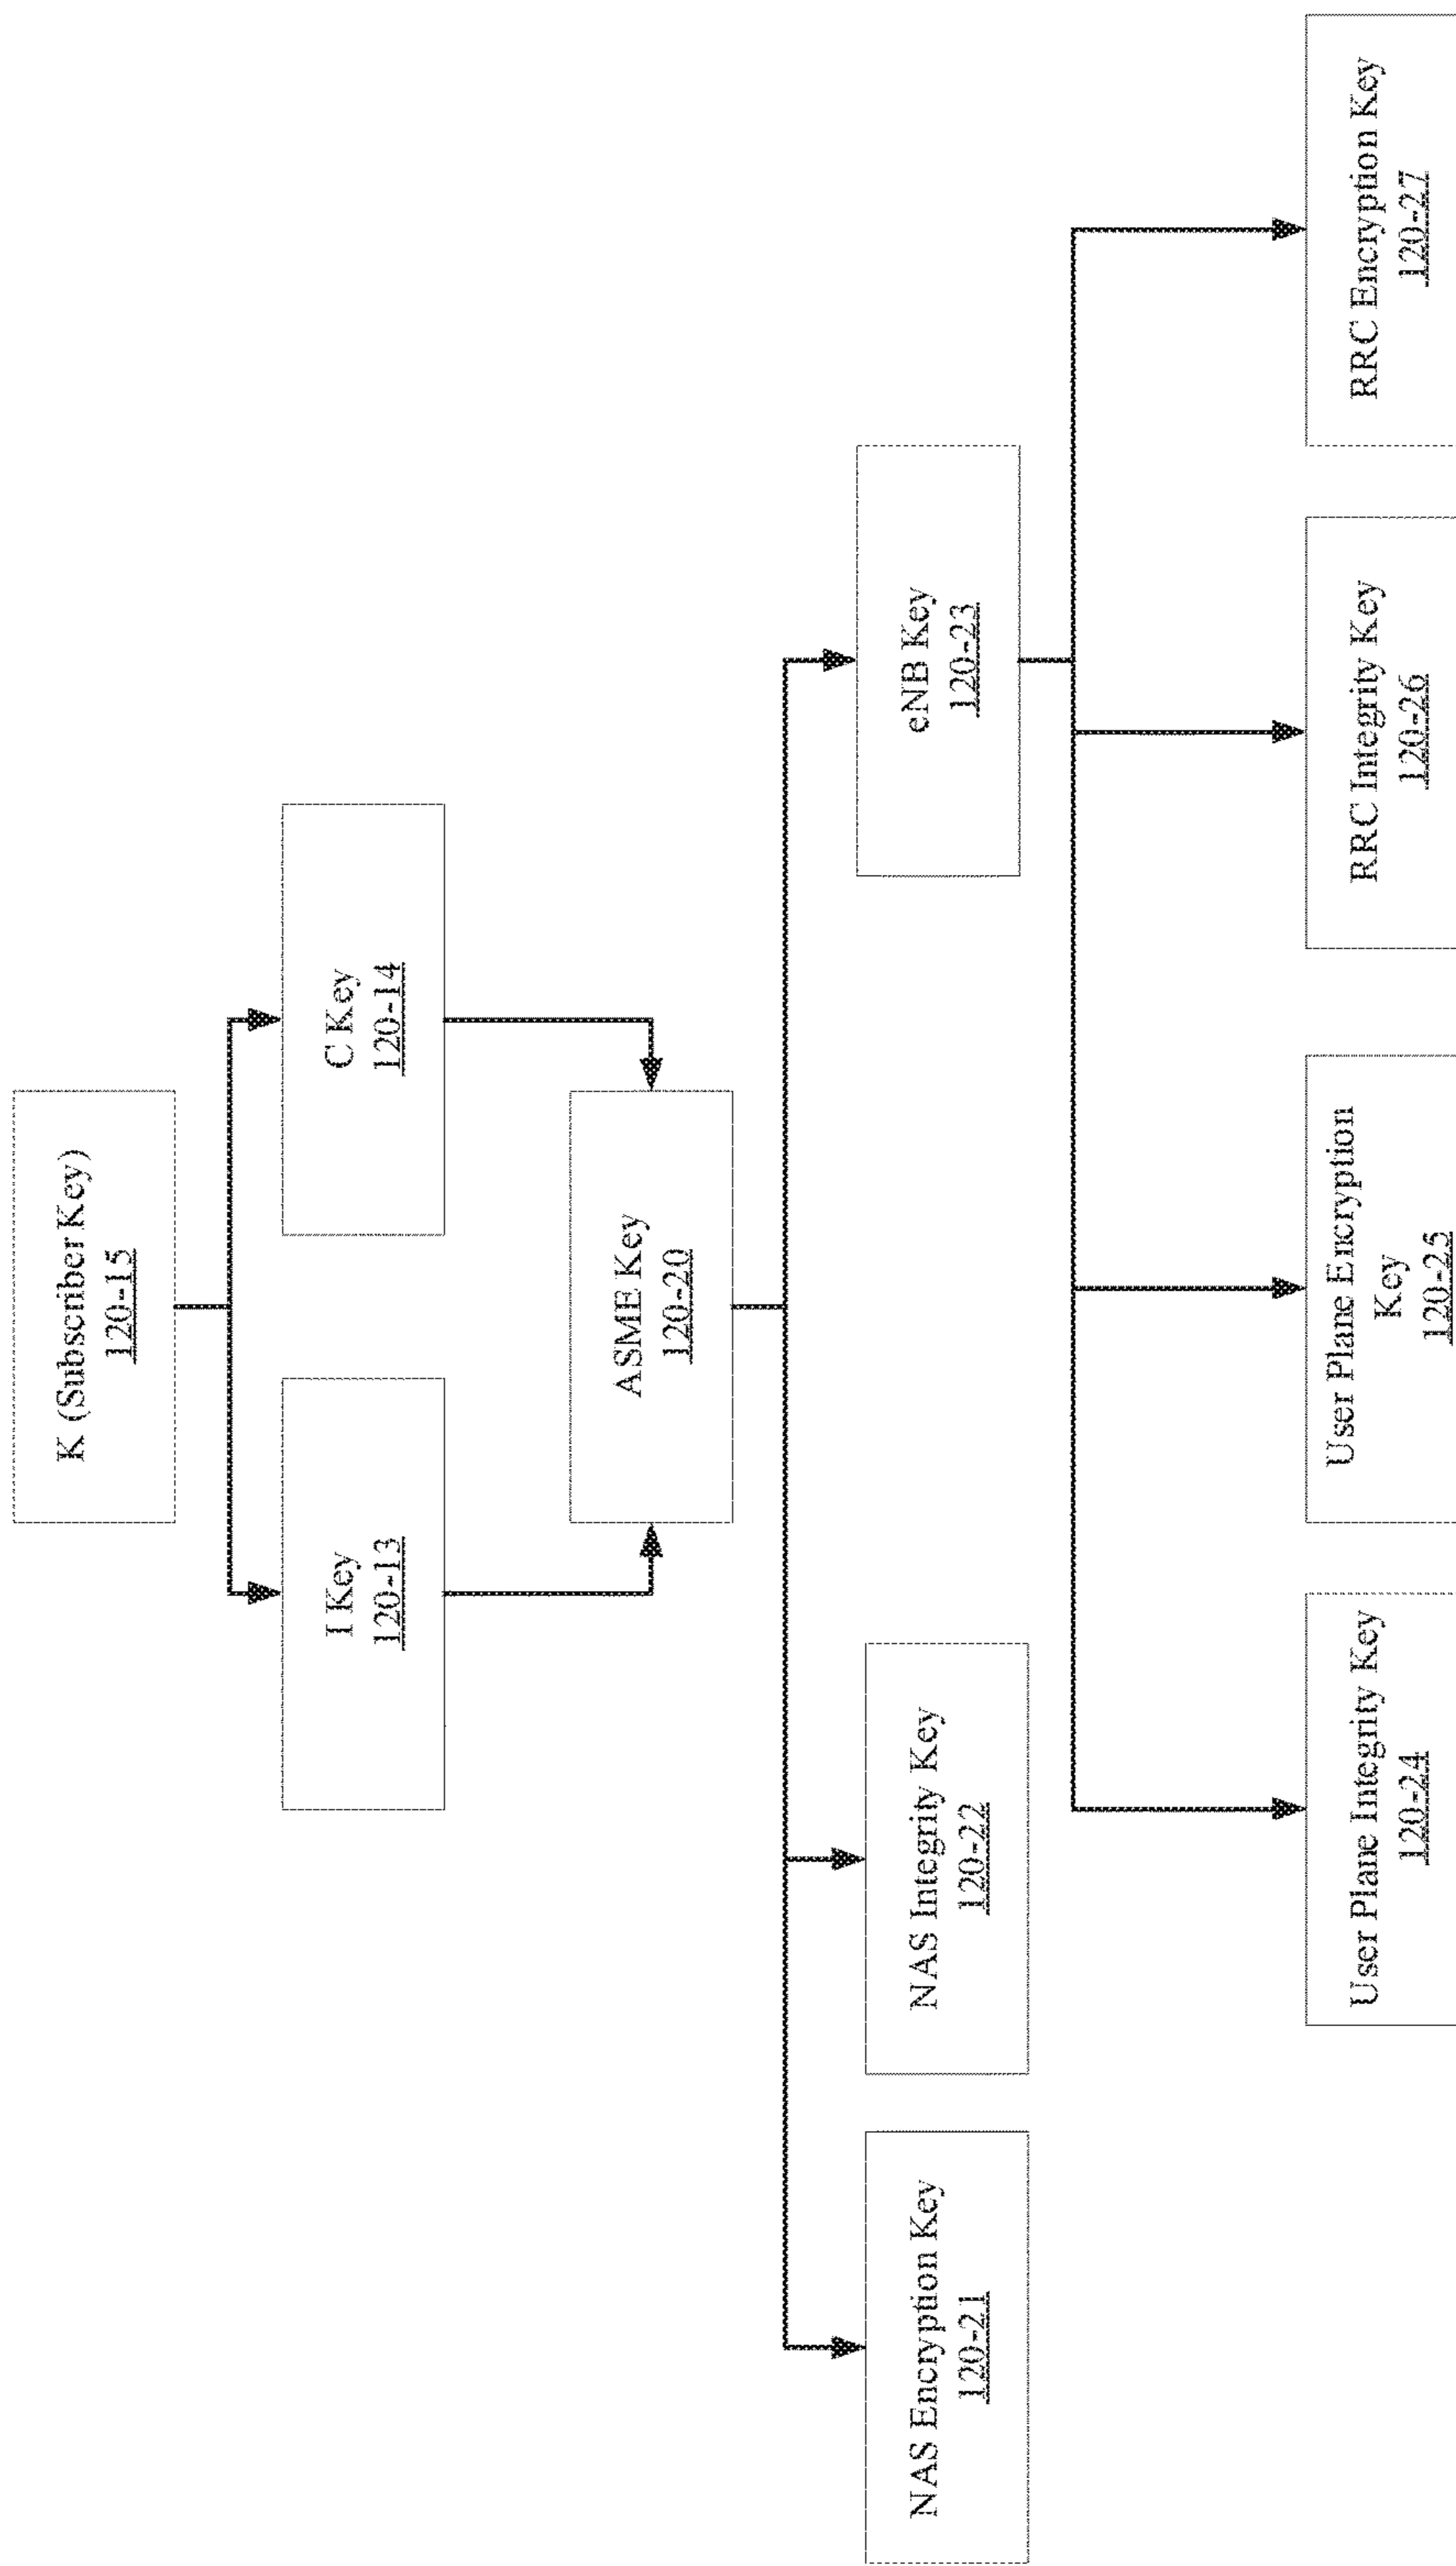 K (Subscriber Key)
120-15
I Key
120-13
C Key
120-14
ASME Key
120-20
NAS Encryption Key
120-21
NAS Integrity Key
120-22
eNB Key
120-23
User Plane Integrity Key
120-24
User Plane Encryption
Key
120-25
RRC Integrity Key
120-26
RRC Encryption Key
120-27